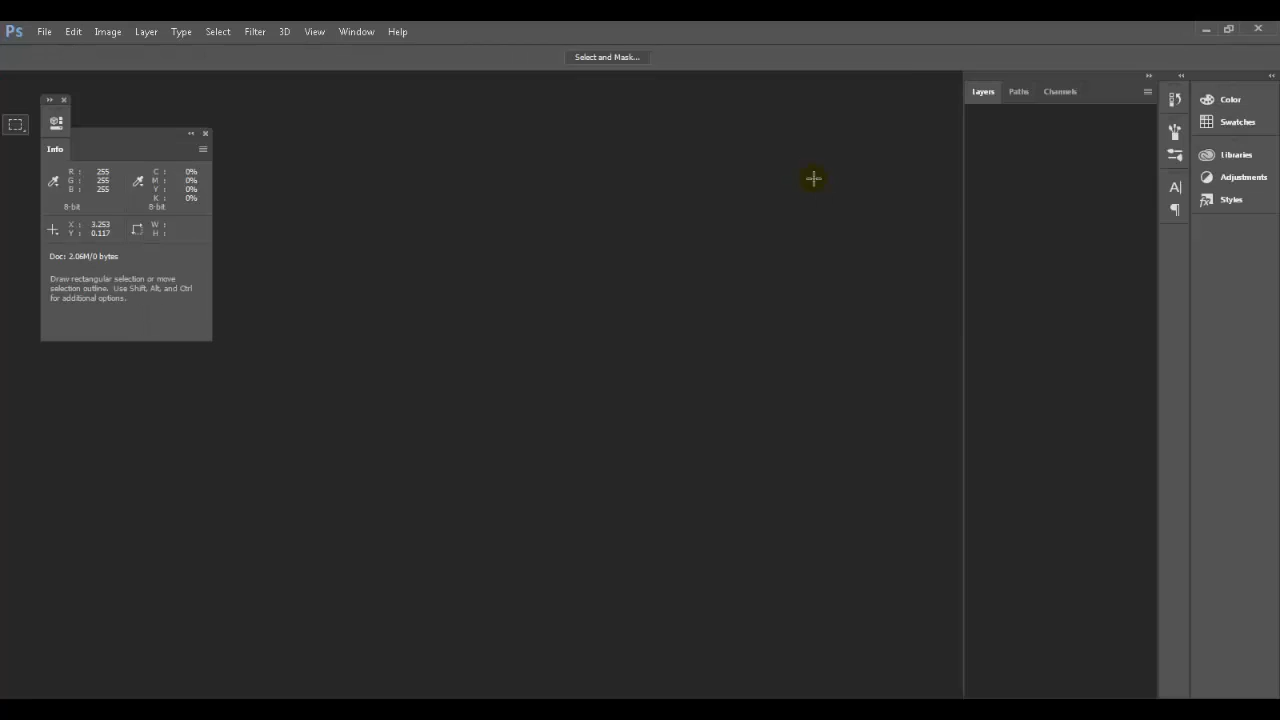 Ps File Edit Image Layer Type Select Filter 3D View Window Help
Select and Mask...
Info
R : 255
G : 255
B : 255
8-bit
C : 0%
M : 0%
Y : 0%
K : 0%
8-bit
X : 3.253
Y : 0.117
W :
H :
Doc: 2.06M/0 bytes
Draw rectangular selection or move
selection outline. Use Shift, Alt, and Ctrl
for additional options.
Layers Paths Channels
Color
Swatches
Libraries
Adjustments
Styles